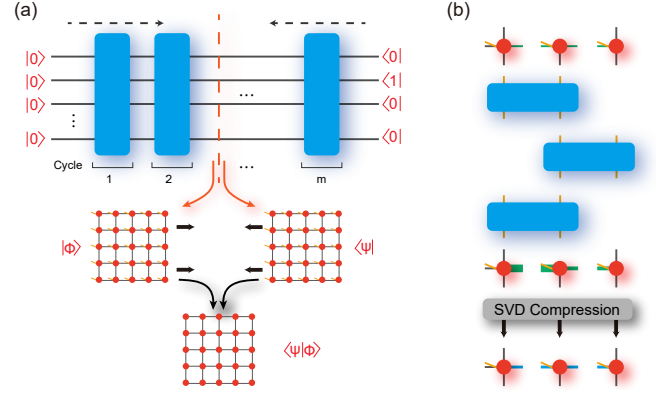 (a)
|0⟩ ⟨0|
|0⟩ ⟨1|
|0⟩ ... ⟨0|
⋮
|0⟩ ⟨0|
Cycle ...
1 2 m
|Φ⟩ ⟨Ψ|
⟨Ψ|Φ⟩
(b)
SVD Compression